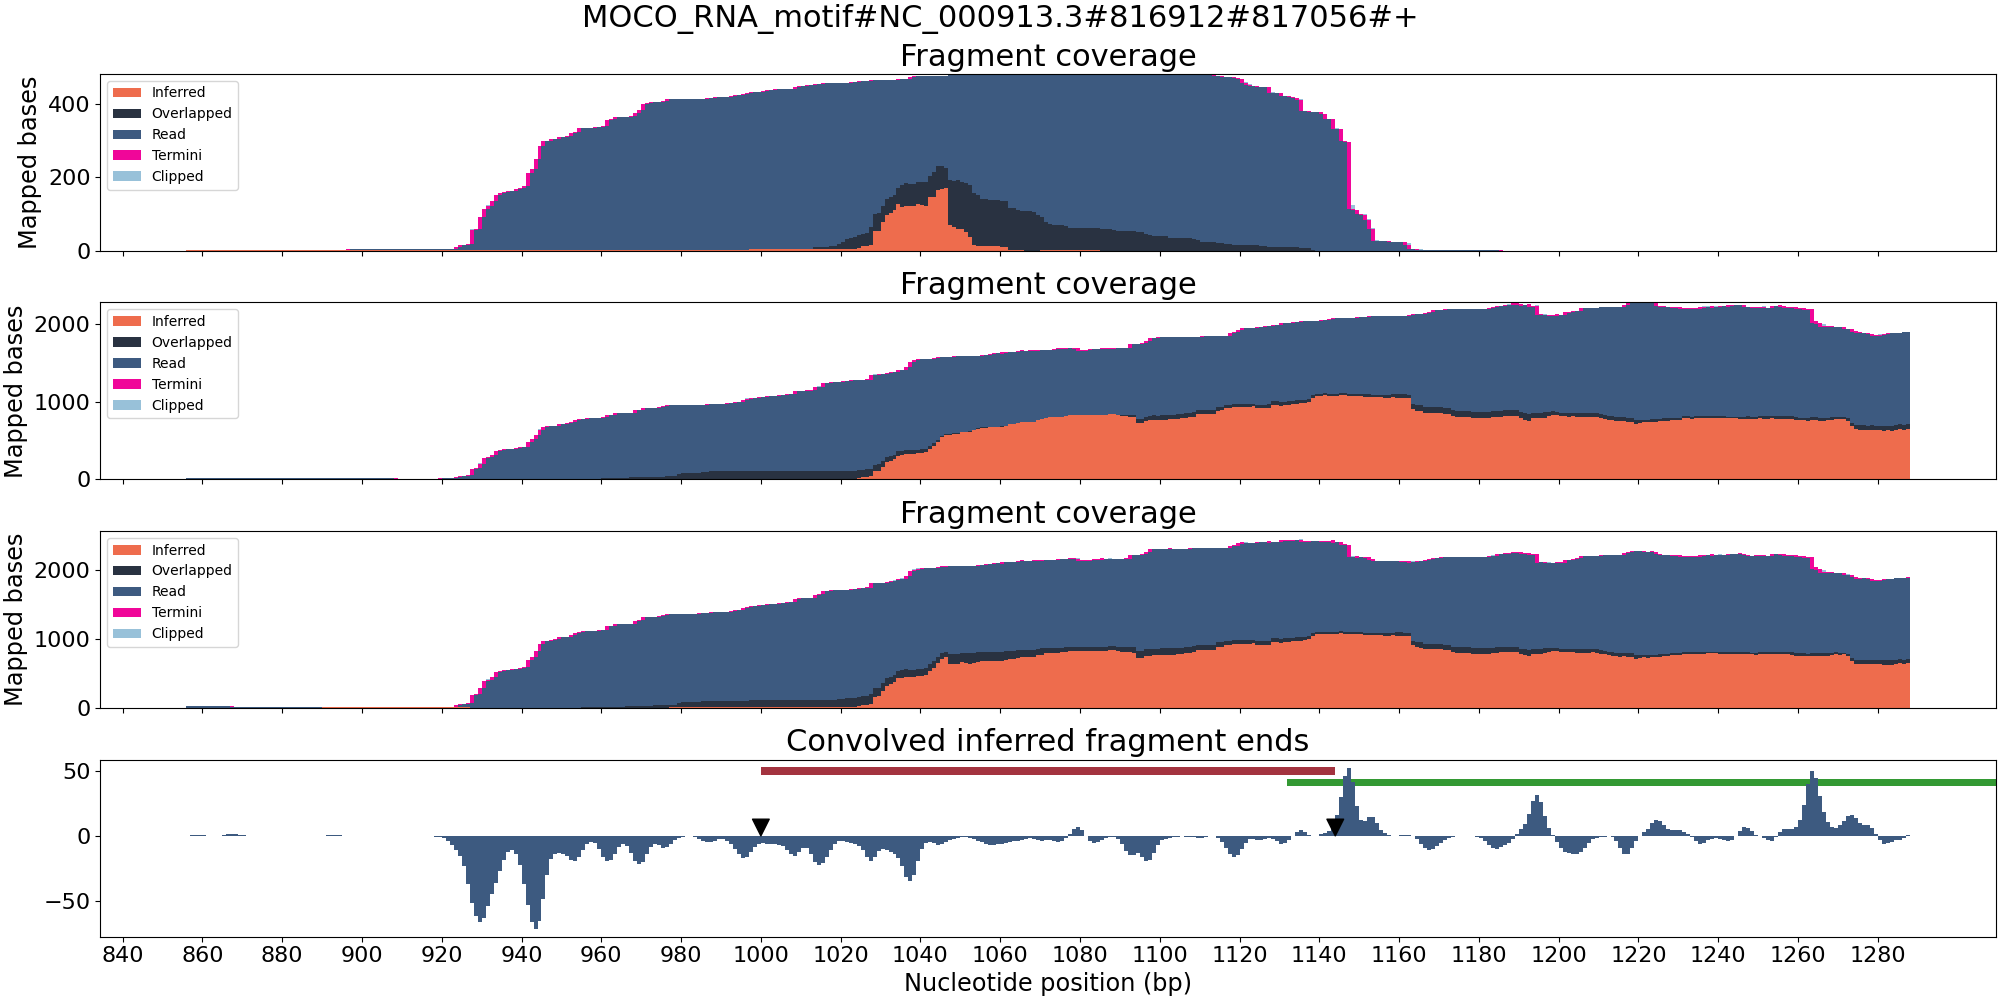 MOCO_RNA_motif#NC_000913.3#816912#817056#+
Fragment coverage
Mapped bases
400
200
0
Inferred
Overlapped
Read
Termini
Clipped
Fragment coverage
Mapped bases
2000
1000
0
Inferred
Overlapped
Read
Termini
Clipped
Fragment coverage
Mapped bases
2000
1000
0
Inferred
Overlapped
Read
Termini
Clipped
Convolved inferred fragment ends
50
0
−50
840 860 880 900 920 940 960 980 1000 1020 1040 1060 1080 1100 1120 1140 1160 1180 1200 1220 1240 1260 1280
Nucleotide position (bp)